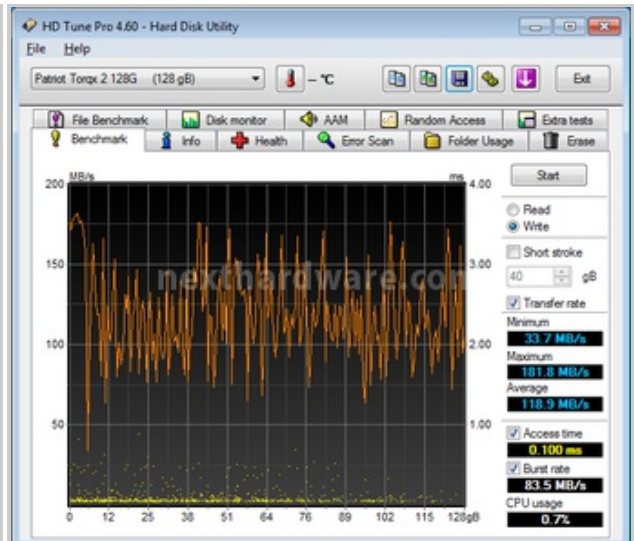 HD Tune Pro 4.60 - Hard Disk Utility
File Help
Patriot Torqx 2 128G (128 gB) – °C Exit
File Benchmark Disk monitor AAM Random Access Extra tests
Benchmark Info Health Error Scan Folder Usage Erase
MB/s ms
200 4.00
150 3.00
100 2.00
50 1.00
nexthardware.com
0 12 25 38 51 64 76 89 102 115 128gB
Start
Read
Write
Short stroke
40 gB
Transfer rate
Minimum
33.7 MB/s
Maximum
181.8 MB/s
Average
118.9 MB/s
Access time
0.100 ms
Burst rate
83.5 MB/s
CPU usage
0.7%